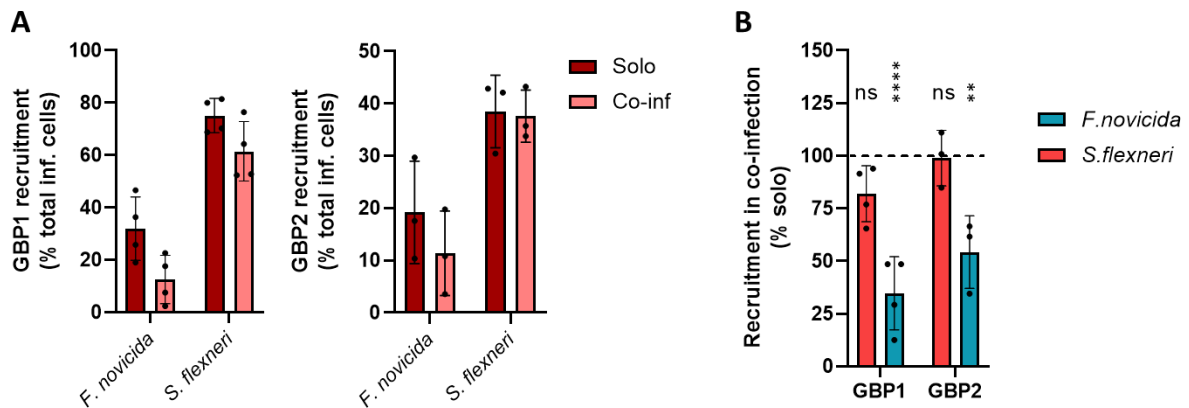 A
GBP1 recruitment
(% total inf. cells)
100
80
60
40
20
0
F. novicida
S. flexneri
GBP2 recruitment
(% total inf. cells)
50
40
30
20
10
0
F. novicida
S. flexneri
Solo
Co-inf
B
Recruitment in co-infection
(% solo)
150
125
100
75
50
25
0
ns
****
ns
**
GBP1
GBP2
F.novicida
S.flexneri